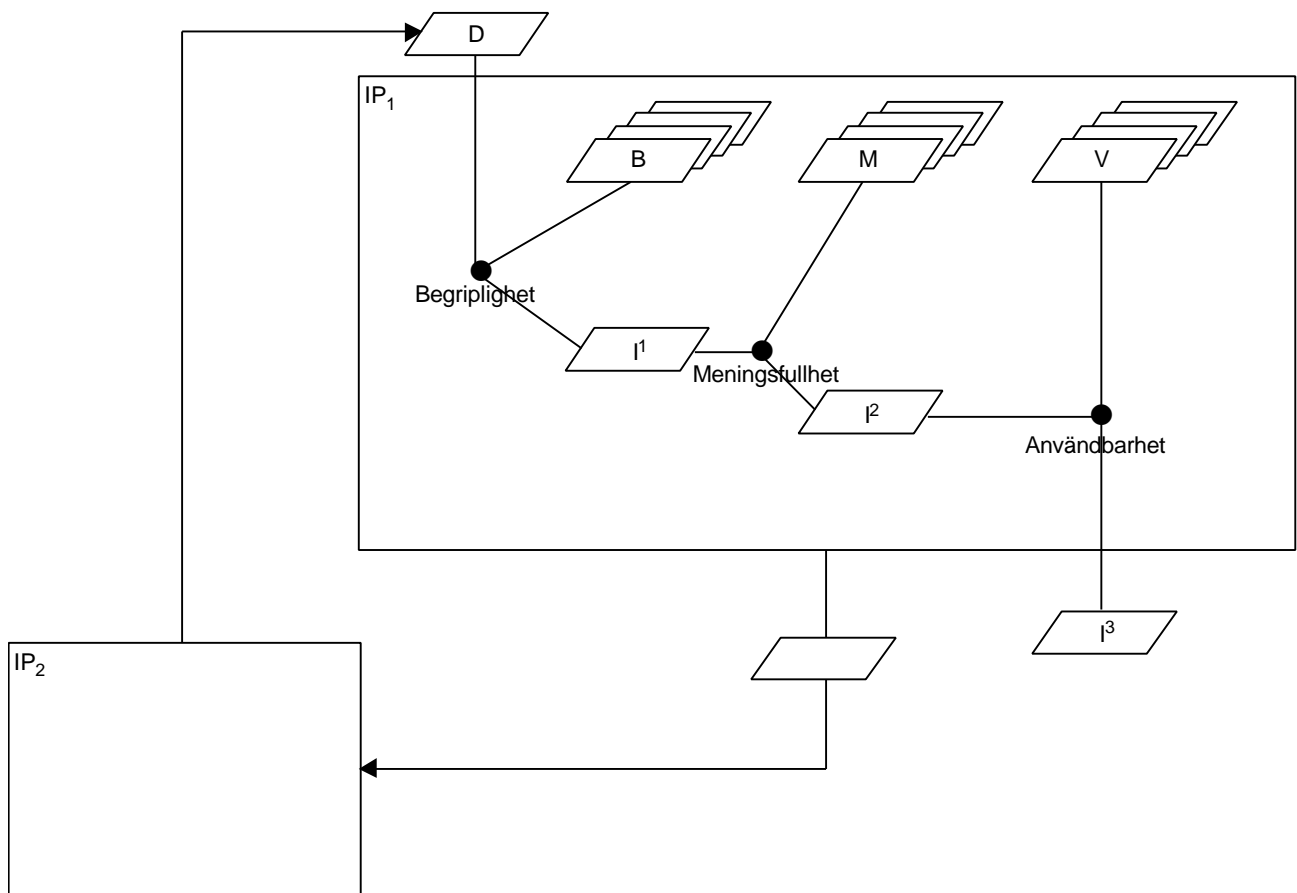 D
IP₁
B
M
V
Begriplighet
I¹
Meningsfullhet
I²
Användbarhet
I³
IP₂